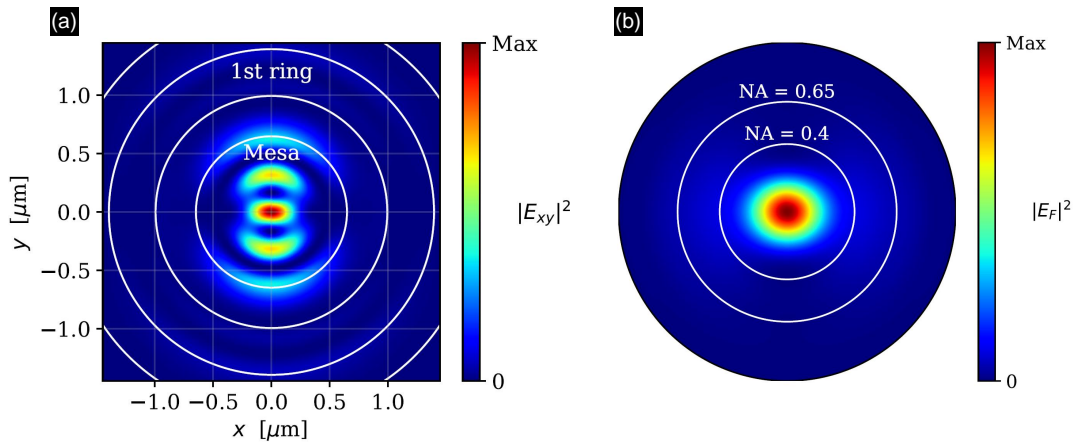 (a)
1st ring
Mesa
1.0
0.5
0.0
−0.5
−1.0
y [μm]
−1.0 −0.5 0.0 0.5 1.0
x [μm]
Max
|E_{xy}|^2
0
(b)
NA = 0.65
NA = 0.4
Max
|E_F|^2
0